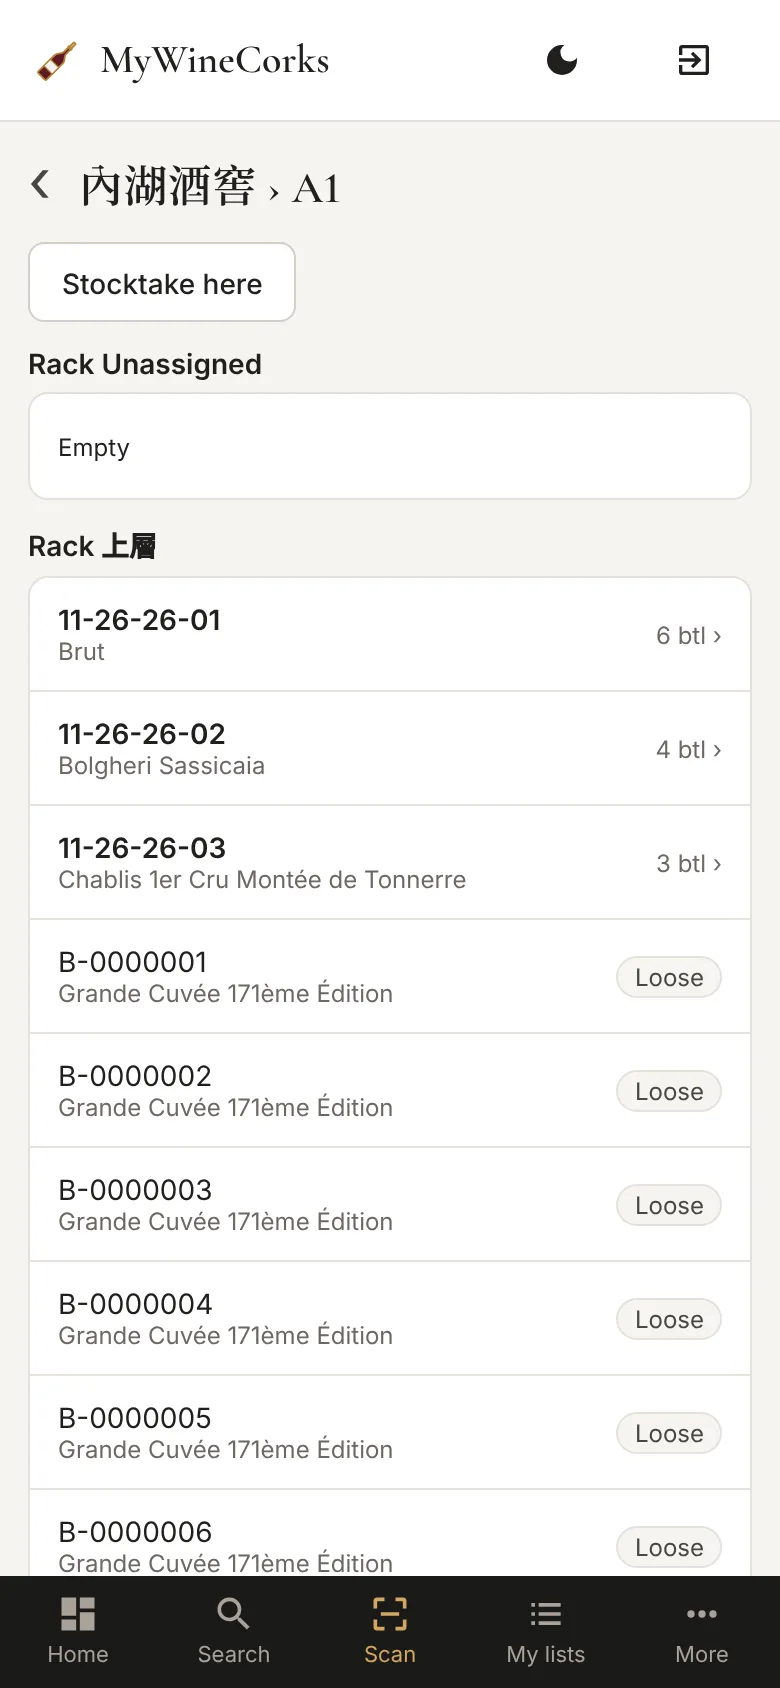 MyWineCorks
內湖酒窖 › A1
Stocktake here
Rack Unassigned
Empty
Rack 上層
11-26-26-01
Brut
6 btl ›
11-26-26-02
Bolgheri Sassicaia
4 btl ›
11-26-26-03
Chablis 1er Cru Montée de Tonnerre
3 btl ›
B-0000001
Grande Cuvée 171ème Édition
Loose
B-0000002
Grande Cuvée 171ème Édition
Loose
B-0000003
Grande Cuvée 171ème Édition
Loose
B-0000004
Grande Cuvée 171ème Édition
Loose
B-0000005
Grande Cuvée 171ème Édition
Loose
B-0000006
Grande Cuvée 171ème Édition
Loose
Home
Search
Scan
My lists
More